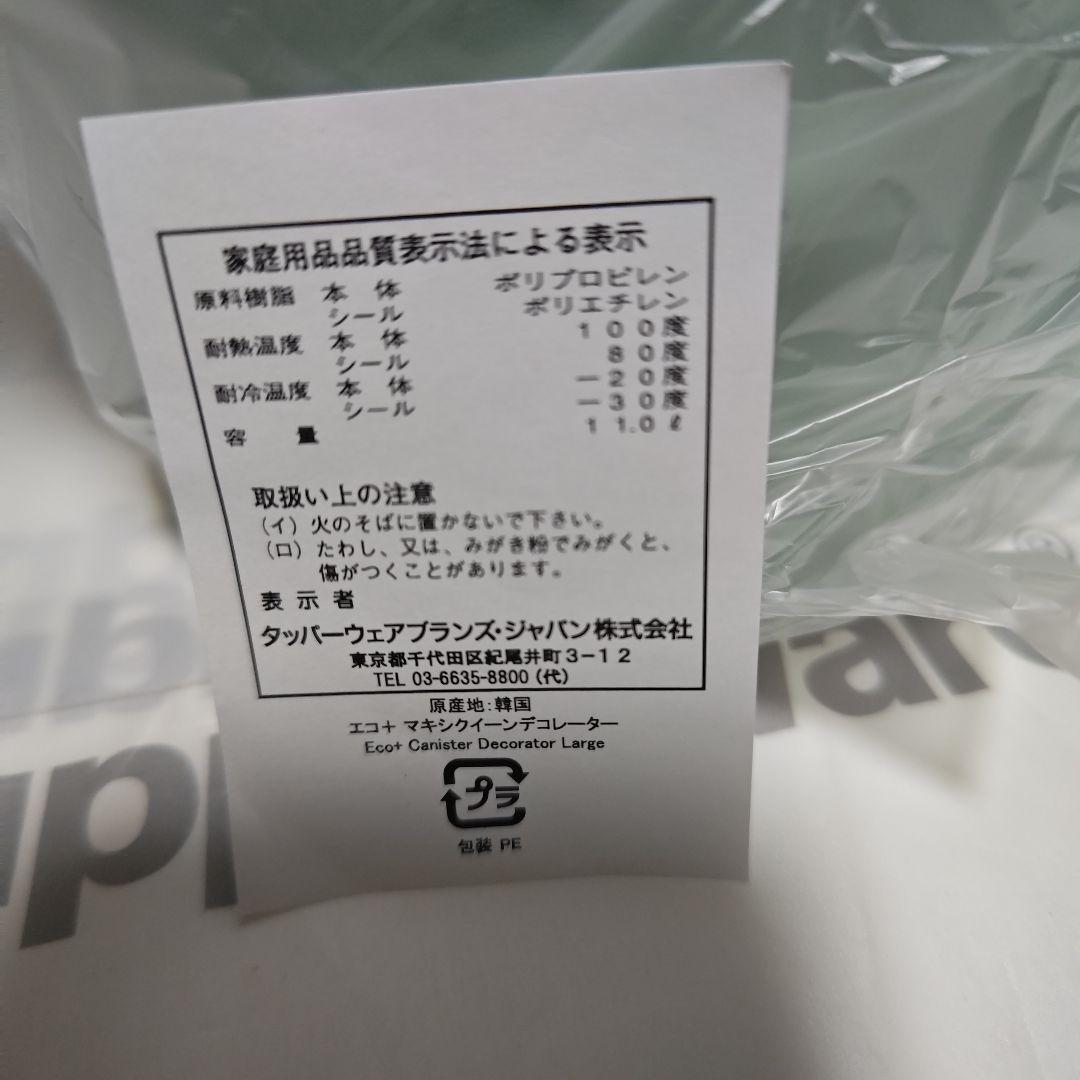 家庭用品品質表示法による表示
原料樹脂 本 体 ポリプロピレン
シール ポリエチレン
耐熱温度 本 体 100度
シール 80度
耐冷温度 本 体 −20度
シール −30度
容 量 11.0ℓ
取扱い上の注意
(イ) 火のそばに置かないで下さい。
(ロ) たわし、又は、みがき粉でみがくと、
傷がつくことがあります。
表 示 者
タッパーウェアブランズ・ジャパン株式会社
東京都千代田区紀尾井町3−12
TEL 03-6635-8800 (代)
原産地:韓国
エコ+ マキシクイーンデコレーター
Eco+ Canister Decorator Large
プラ
包装 PE